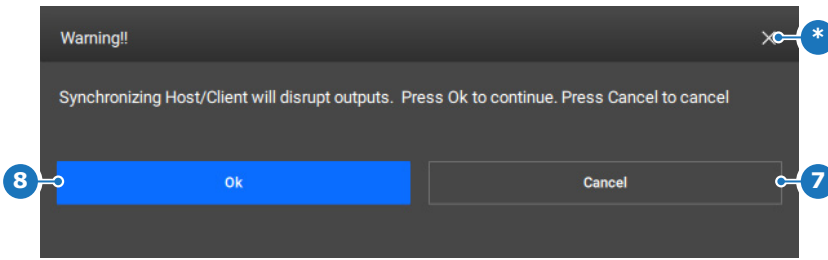 Warning!!
*
Synchronizing Host/Client will disrupt outputs.  Press Ok to continue. Press Cancel to cancel
8
Ok
Cancel
7